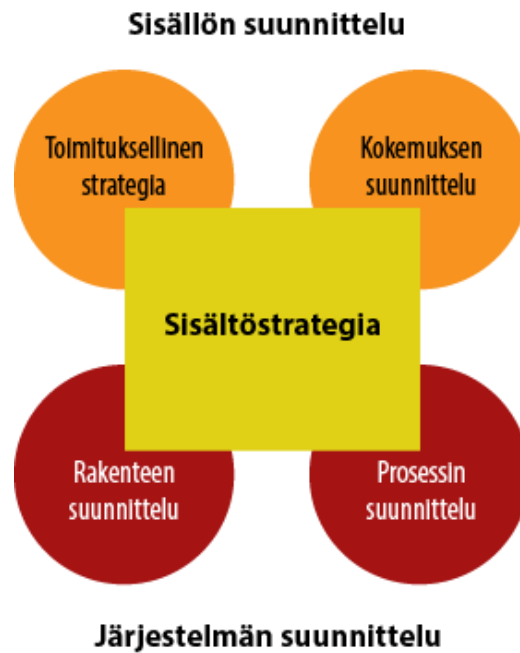 Sisällön suunnittelu
Toimituksellinen
strategia
Kokemuksen
suunnittelu
Sisältöstrategia
Rakenteen
suunnittelu
Prosessin
suunnittelu
Järjestelmän suunnittelu